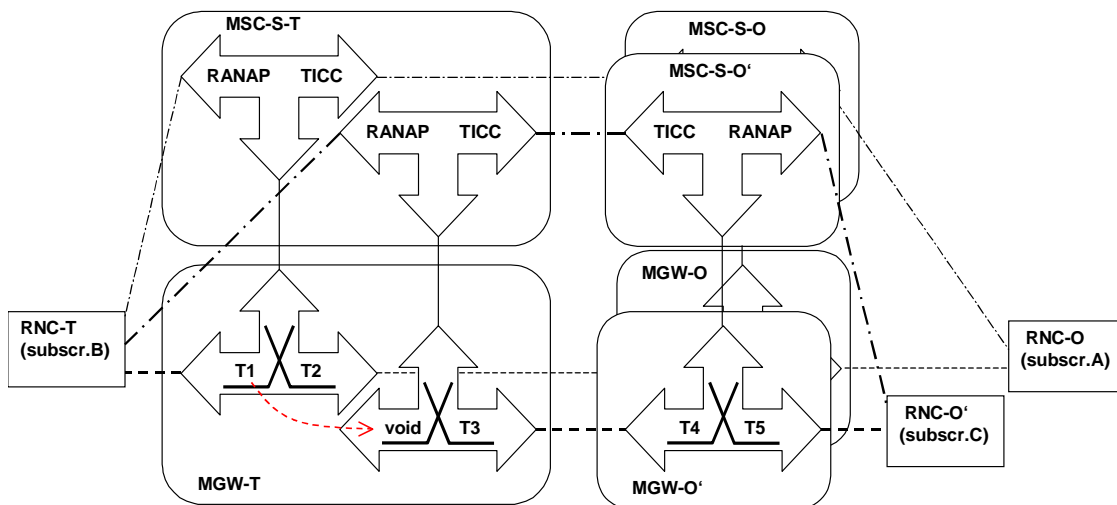 MSC-S-T
MSC-S-O
MSC-S-O‘
RANAP TICC
RANAP TICC
TICC RANAP
MGW-O
RNC-T
(subscr.B)
RNC-O
(subscr.A)
T1 T2
void T3
T4 T5
RNC-O‘
(subscr.C)
MGW-T
MGW-O‘